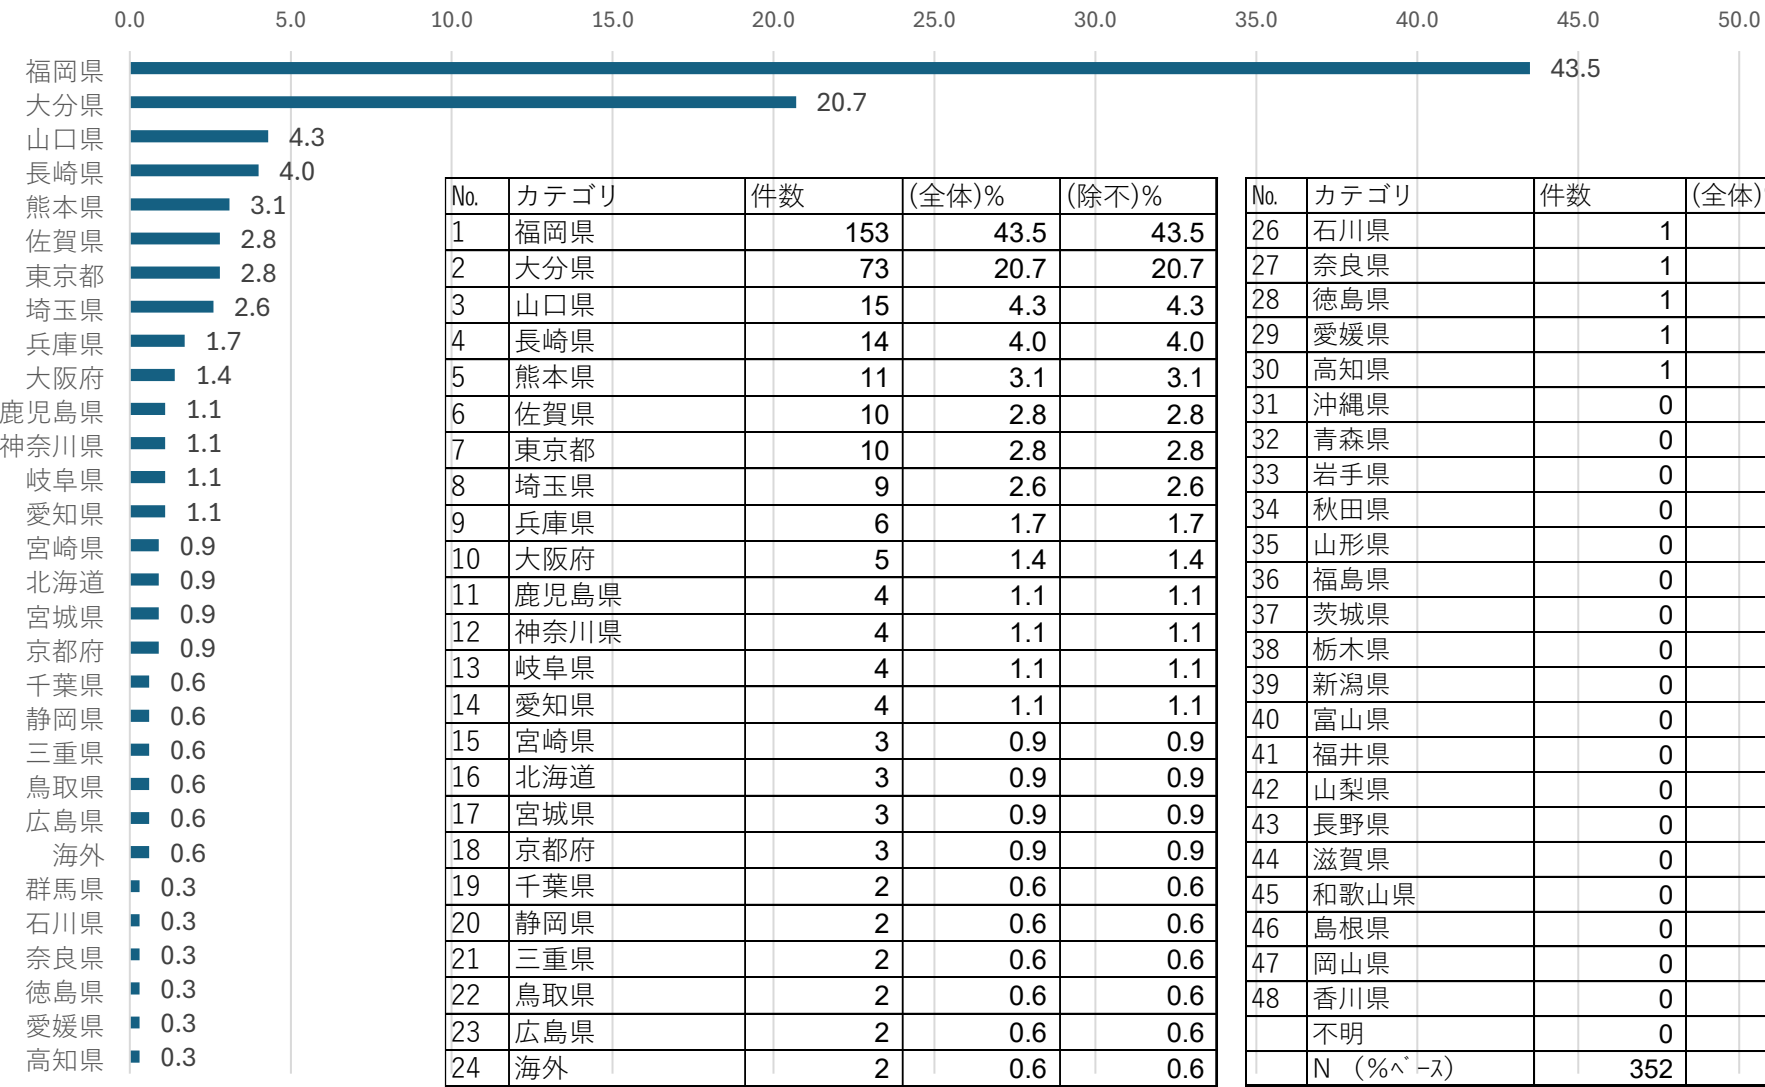 0.0 5.0 10.0 15.0 20.0 25.0 30.0 35.0 40.0 45.0 50.0
福岡県 43.5
大分県 20.7
山口県 4.3
長崎県 4.0
熊本県 3.1
佐賀県 2.8
東京都 2.8
埼玉県 2.6
兵庫県 1.7
大阪府 1.4
鹿児島県 1.1
神奈川県 1.1
岐阜県 1.1
愛知県 1.1
宮崎県 0.9
北海道 0.9
宮城県 0.9
京都府 0.9
千葉県 0.6
静岡県 0.6
三重県 0.6
鳥取県 0.6
広島県 0.6
海外 0.6
群馬県 0.3
石川県 0.3
奈良県 0.3
徳島県 0.3
愛媛県 0.3
高知県 0.3
№ カテゴリ 件数 (全体)% (除不)%
1 福岡県 153 43.5 43.5
2 大分県 73 20.7 20.7
3 山口県 15 4.3 4.3
4 長崎県 14 4.0 4.0
5 熊本県 11 3.1 3.1
6 佐賀県 10 2.8 2.8
7 東京都 10 2.8 2.8
8 埼玉県 9 2.6 2.6
9 兵庫県 6 1.7 1.7
10 大阪府 5 1.4 1.4
11 鹿児島県 4 1.1 1.1
12 神奈川県 4 1.1 1.1
13 岐阜県 4 1.1 1.1
14 愛知県 4 1.1 1.1
15 宮崎県 3 0.9 0.9
16 北海道 3 0.9 0.9
17 宮城県 3 0.9 0.9
18 京都府 3 0.9 0.9
19 千葉県 2 0.6 0.6
20 静岡県 2 0.6 0.6
21 三重県 2 0.6 0.6
22 鳥取県 2 0.6 0.6
23 広島県 2 0.6 0.6
24 海外 2 0.6 0.6
№ カテゴリ 件数 (全体)
26 石川県 1
27 奈良県 1
28 徳島県 1
29 愛媛県 1
30 高知県 1
31 沖縄県 0
32 青森県 0
33 岩手県 0
34 秋田県 0
35 山形県 0
36 福島県 0
37 茨城県 0
38 栃木県 0
39 新潟県 0
40 富山県 0
41 福井県 0
42 山梨県 0
43 長野県 0
44 滋賀県 0
45 和歌山県 0
46 島根県 0
47 岡山県 0
48 香川県 0
不明 0
N (%ﾍﾞｰｽ) 352